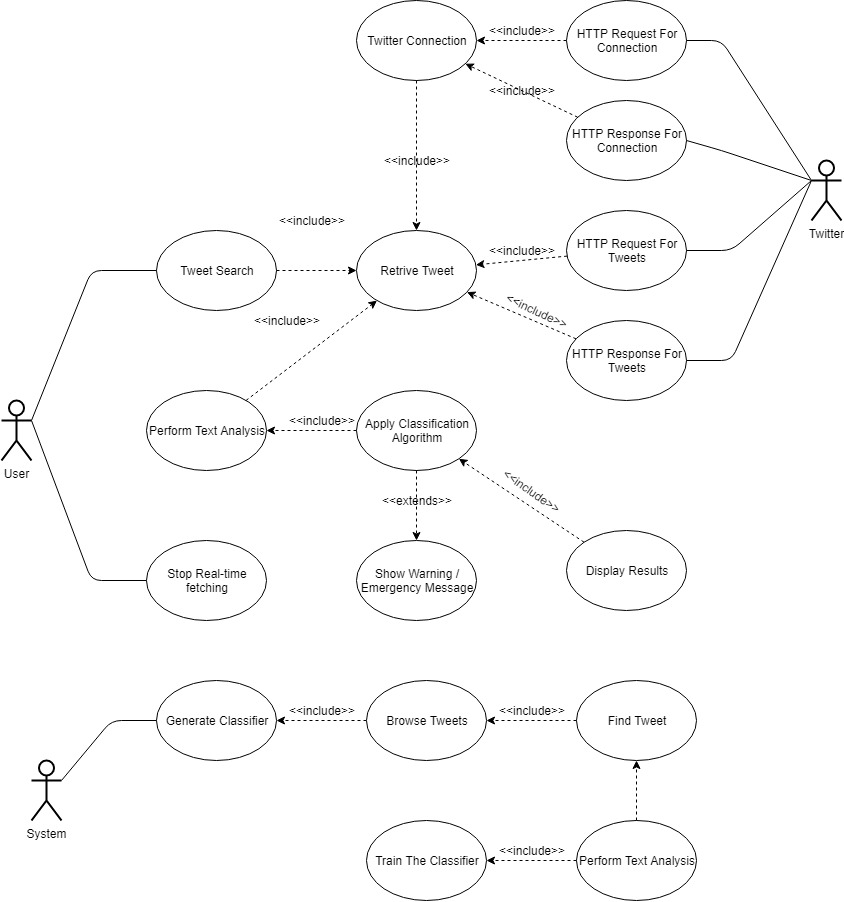 Twitter Connection
<<include>>
HTTP Request For
Connection
<<include>>
HTTP Response For
Connection
<<include>>
Twitter
<<include>>
Tweet Search
Retrive Tweet
<<include>>
HTTP Request For
Tweets
<<include>>
<<include>>
HTTP Response For
Tweets
User
Perform Text Analysis
<<include>>
Apply Classification
Algorithm
<<extends>>
<<include>>
Stop Real-time
fetching
Show Warning /
Emergency Message
Display Results
Generate Classifier
<<include>>
Browse Tweets
<<include>>
Find Tweet
System
Train The Classifier
<<include>>
Perform Text Analysis